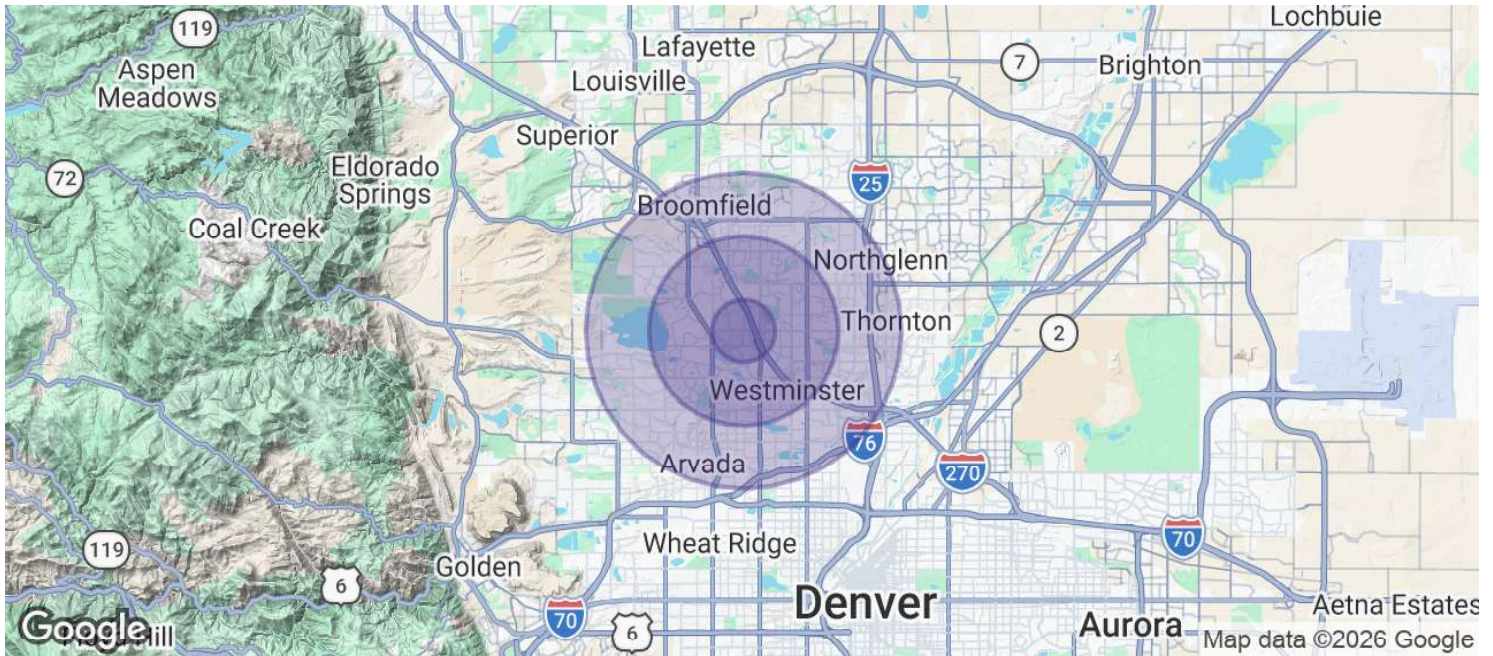 119
Aspen
Meadows
Lafayette
Louisville
7
Brighton
Lochbuie
Superior
72
Eldorado
Springs
Coal Creek
25
Broomfield
Northglenn
Thornton
2
Westminster
76
Arvada
270
Wheat Ridge
70
119
Golden
6
70
6
Denver
Aurora
Aetna Estates
Google
Map data ©2026 Google